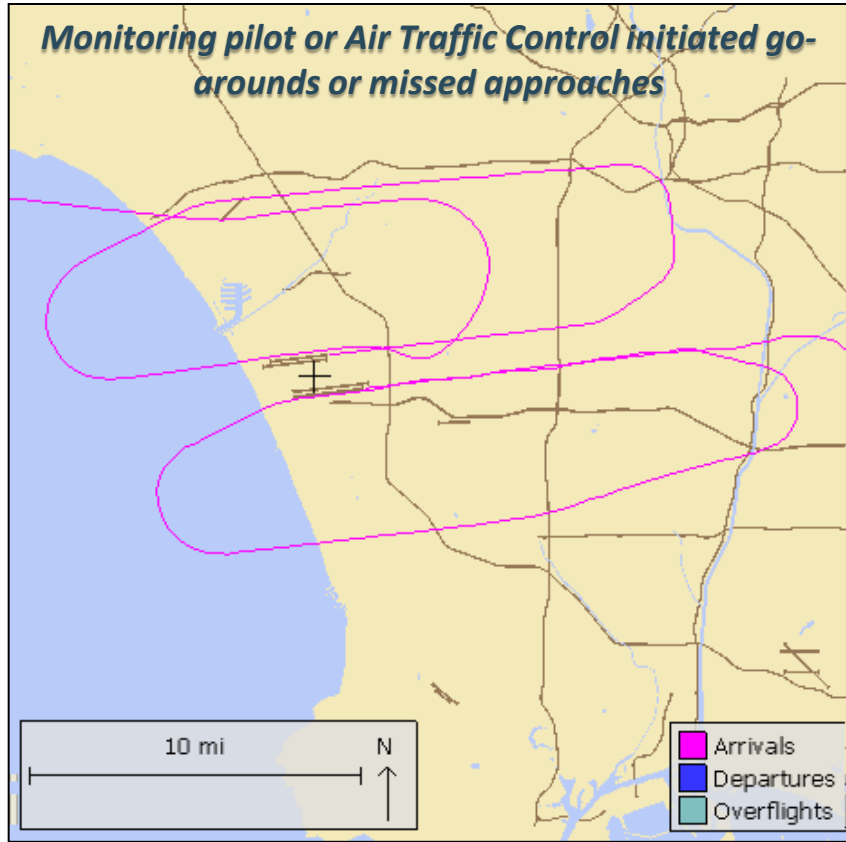 Monitoring pilot or Air Traffic Control initiated go-
arounds or missed approaches
10 mi
N
Arrivals
Departures
Overflights